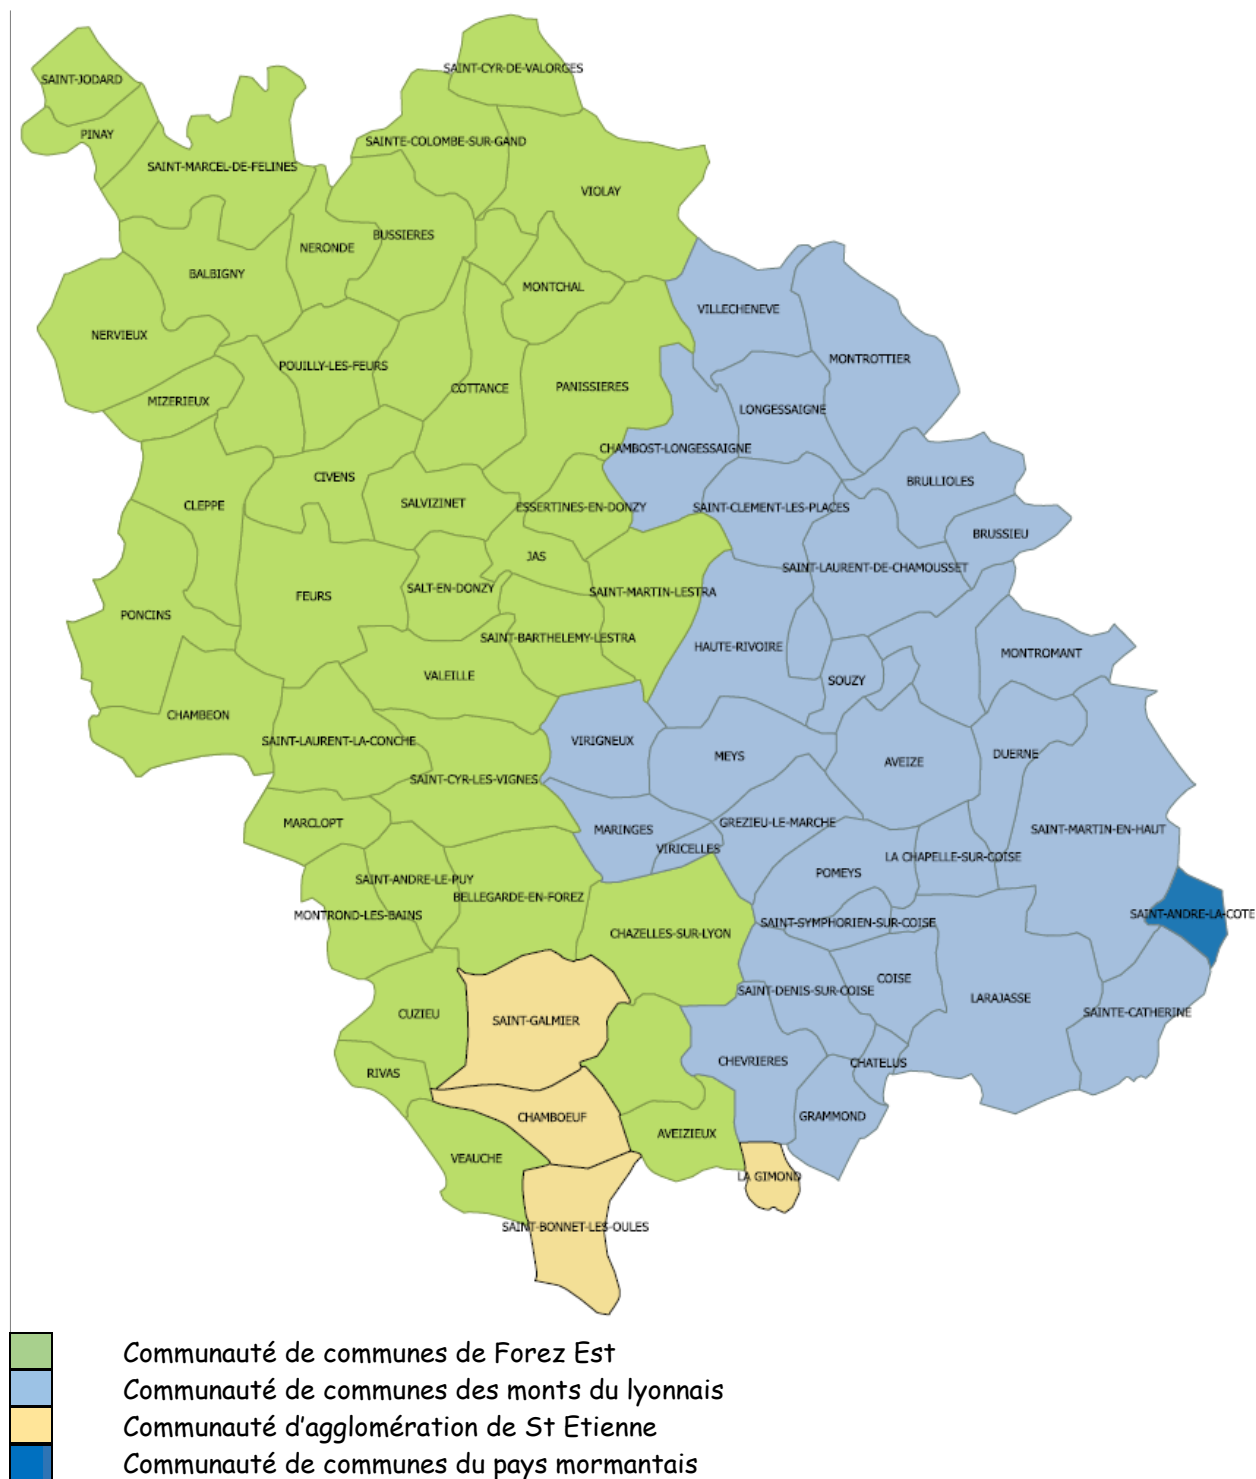 SAINT-CYR-DE-VALORGES
SAINT-JODARD
PINAY
SAINTE-COLOMBE-SUR-GAND
SAINT-MARCEL-DE-FELINES
VIOLAY
BUSSIERES
NERONDE
BALBIGNY
MONTCHAL
VILLECHENEVE
NERVIEUX
MONTROTTIER
POUILLY-LES-FEURS
COTTANCE
PANISSIERES
MIZERIEUX
LONGESSAIGNE
CHAMBOST-LONGESSAIGNE
CIVENS
BRULLIOLES
SALVIZINET
CLEPPE
ESSERTINES-EN-DONZY
SAINT-CLEMENT-LES-PLACES
BRUSSIEU
JAS
SAINT-LAURENT-DE-CHAMOUSSET
SALT-EN-DONZY
SAINT-MARTIN-LESTRA
FEURS
PONCINS
SAINT-BARTHELEMY-LESTRA
HAUTE-RIVOIRE
MONTROMANT
VALEILLE
SOUZY
CHAMBEON
SAINT-LAURENT-LA-CONCHE
VIRIGNEUX
MEYS
DUERNE
AVEIZE
SAINT-CYR-LES-VIGNES
MARCLOPT
MARINGES
GREZIEU-LE-MARCHE
SAINT-MARTIN-EN-HAUT
VIRICELLES
LA CHAPELLE-SUR-COISE
POMEYS
SAINT-ANDRE-LE-PUY
BELLEGARDE-EN-FOREZ
MONTROND-LES-BAINS
SAINT-ANDRE-LA-COTE
SAINT-SYMPHORIEN-SUR-COISE
CHAZELLES-SUR-LYON
COISE
SAINT-DENIS-SUR-COISE
LARAJASSE
CUZIEU
SAINT-GALMIER
SAINTE-CATHERINE
CHEVRIERES
CHATELUS
RIVAS
CHAMBOEUF
GRAMMOND
AVEIZIEUX
VEAUCHE
LA GIMOND
SAINT-BONNET-LES-OULES
Communauté de communes de Forez Est
Communauté de communes des monts du lyonnais
Communauté d'agglomération de St Etienne
Communauté de communes du pays mormantais